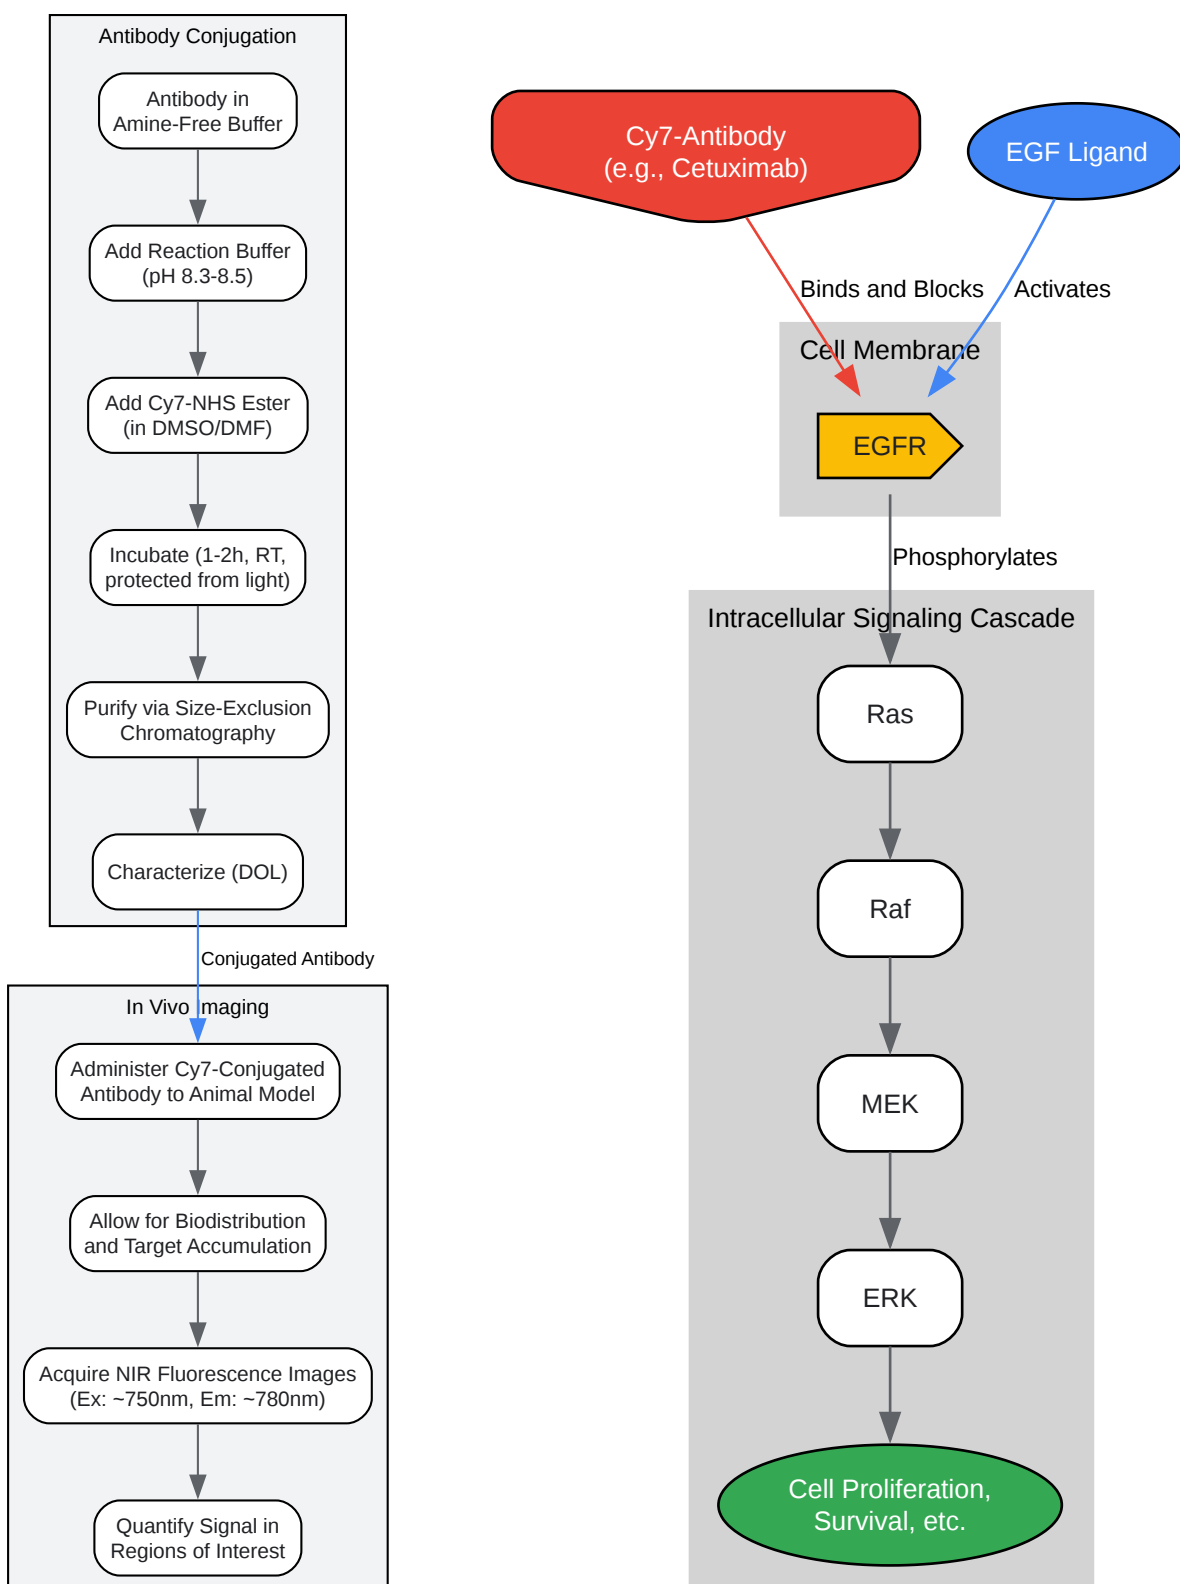 Antibody Conjugation
Antibody in
Amine-Free Buffer
Add Reaction Buffer
(pH 8.3-8.5)
Add Cy7-NHS Ester
(in DMSO/DMF)
Incubate (1-2h, RT,
protected from light)
Purify via Size-Exclusion
Chromatography
Characterize (DOL)
Conjugated Antibody
In Vivo Imaging
Administer Cy7-Conjugated
Antibody to Animal Model
Allow for Biodistribution
and Target Accumulation
Acquire NIR Fluorescence Images
(Ex: ~750nm, Em: ~780nm)
Quantify Signal in
Regions of Interest
Cy7-Antibody
(e.g., Cetuximab)
EGF Ligand
Binds and Blocks
Activates
Cell Membrane
EGFR
Phosphorylates
Intracellular Signaling Cascade
Ras
Raf
MEK
ERK
Cell Proliferation,
Survival, etc.